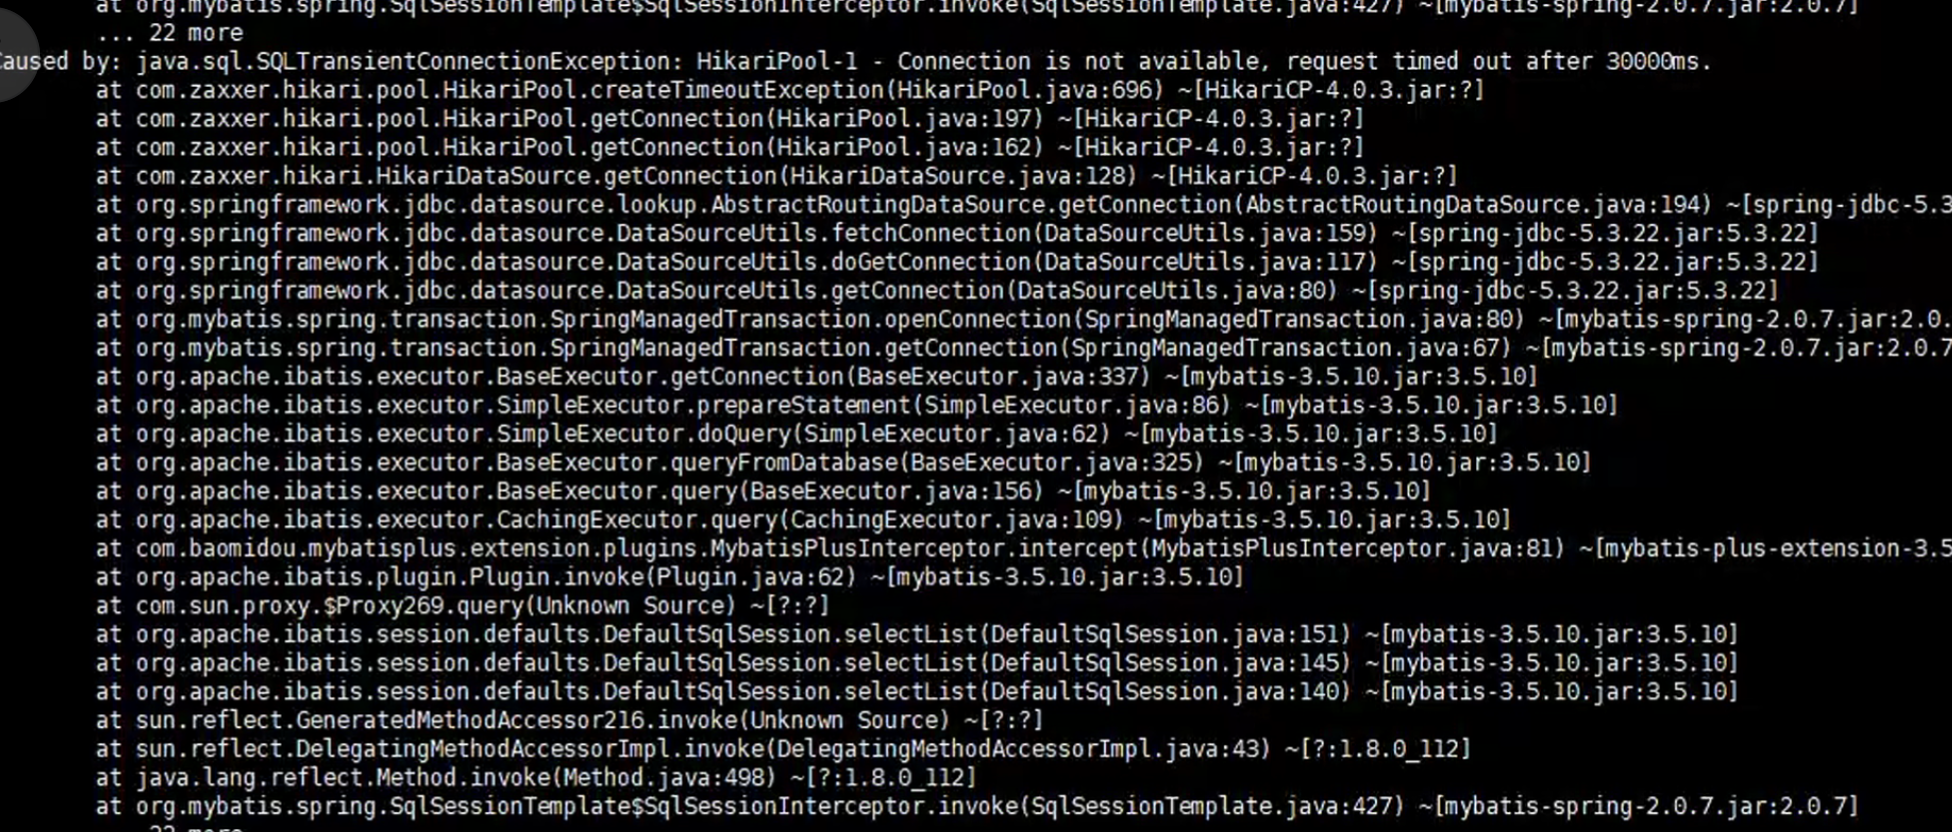 at org.mybatis.spring.SqlSessionTemplate$SqlSessionInterceptor.invoke(SqlSessionTemplate.java:427) ~[mybatis-spring-2.0.7.jar:2.0.7]
... 22 more
Caused by: java.sql.SQLTransientConnectionException: HikariPool-1 - Connection is not available, request timed out after 30000ms.
at com.zaxxer.hikari.pool.HikariPool.createTimeoutException(HikariPool.java:696) ~[HikariCP-4.0.3.jar:?]
at com.zaxxer.hikari.pool.HikariPool.getConnection(HikariPool.java:197) ~[HikariCP-4.0.3.jar:?]
at com.zaxxer.hikari.pool.HikariPool.getConnection(HikariPool.java:162) ~[HikariCP-4.0.3.jar:?]
at com.zaxxer.hikari.HikariDataSource.getConnection(HikariDataSource.java:128) ~[HikariCP-4.0.3.jar:?]
at org.springframework.jdbc.datasource.lookup.AbstractRoutingDataSource.getConnection(AbstractRoutingDataSource.java:194) ~[spring-jdbc-5.3
at org.springframework.jdbc.datasource.DataSourceUtils.fetchConnection(DataSourceUtils.java:159) ~[spring-jdbc-5.3.22.jar:5.3.22]
at org.springframework.jdbc.datasource.DataSourceUtils.doGetConnection(DataSourceUtils.java:117) ~[spring-jdbc-5.3.22.jar:5.3.22]
at org.springframework.jdbc.datasource.DataSourceUtils.getConnection(DataSourceUtils.java:80) ~[spring-jdbc-5.3.22.jar:5.3.22]
at org.mybatis.spring.transaction.SpringManagedTransaction.openConnection(SpringManagedTransaction.java:80) ~[mybatis-spring-2.0.7.jar:2.0.
at org.mybatis.spring.transaction.SpringManagedTransaction.getConnection(SpringManagedTransaction.java:67) ~[mybatis-spring-2.0.7.jar:2.0.7
at org.apache.ibatis.executor.BaseExecutor.getConnection(BaseExecutor.java:337) ~[mybatis-3.5.10.jar:3.5.10]
at org.apache.ibatis.executor.SimpleExecutor.prepareStatement(SimpleExecutor.java:86) ~[mybatis-3.5.10.jar:3.5.10]
at org.apache.ibatis.executor.SimpleExecutor.doQuery(SimpleExecutor.java:62) ~[mybatis-3.5.10.jar:3.5.10]
at org.apache.ibatis.executor.BaseExecutor.queryFromDatabase(BaseExecutor.java:325) ~[mybatis-3.5.10.jar:3.5.10]
at org.apache.ibatis.executor.BaseExecutor.query(BaseExecutor.java:156) ~[mybatis-3.5.10.jar:3.5.10]
at org.apache.ibatis.executor.CachingExecutor.query(CachingExecutor.java:109) ~[mybatis-3.5.10.jar:3.5.10]
at com.baomidou.mybatisplus.extension.plugins.MybatisPlusInterceptor.intercept(MybatisPlusInterceptor.java:81) ~[mybatis-plus-extension-3.5
at org.apache.ibatis.plugin.Plugin.invoke(Plugin.java:62) ~[mybatis-3.5.10.jar:3.5.10]
at com.sun.proxy.$Proxy269.query(Unknown Source) ~[?:?]
at org.apache.ibatis.session.defaults.DefaultSqlSession.selectList(DefaultSqlSession.java:151) ~[mybatis-3.5.10.jar:3.5.10]
at org.apache.ibatis.session.defaults.DefaultSqlSession.selectList(DefaultSqlSession.java:145) ~[mybatis-3.5.10.jar:3.5.10]
at org.apache.ibatis.session.defaults.DefaultSqlSession.selectList(DefaultSqlSession.java:140) ~[mybatis-3.5.10.jar:3.5.10]
at sun.reflect.GeneratedMethodAccessor216.invoke(Unknown Source) ~[?:?]
at sun.reflect.DelegatingMethodAccessorImpl.invoke(DelegatingMethodAccessorImpl.java:43) ~[?:1.8.0_112]
at java.lang.reflect.Method.invoke(Method.java:498) ~[?:1.8.0_112]
at org.mybatis.spring.SqlSessionTemplate$SqlSessionInterceptor.invoke(SqlSessionTemplate.java:427) ~[mybatis-spring-2.0.7.jar:2.0.7]
... 22 more